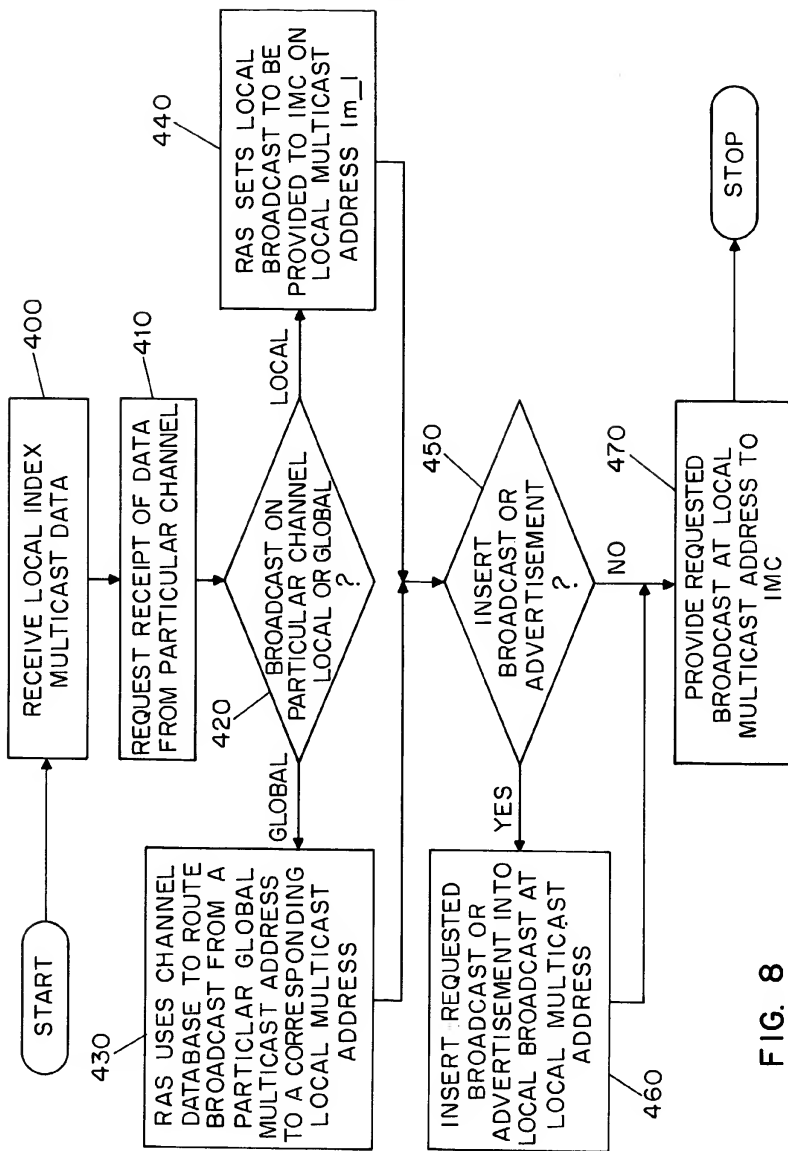 START
400
RECEIVE LOCAL INDEX
MULTICAST DATA
410
REQUEST RECEIPT OF DATA
FROM PARTICULAR CHANNEL
420
BROADCAST ON
PARTICULAR CHANNEL
LOCAL OR GLOBAL
?
GLOBAL
LOCAL
430
RAS USES CHANNEL
DATABASE TO ROUTE
BROADCAST FROM A
PARTICLAR GLOBAL
MULTICAST ADDRESS
TO A CORRESPONDING
LOCAL MULTICAST
ADDRESS
440
RAS SETS LOCAL
BROADCAST TO BE
PROVIDED TO IMC ON
LOCAL MULTICAST
ADDRESS lm_l
450
INSERT
BROADCAST OR
ADVERTISEMENT
?
YES
NO
INSERT REQUESTED
BROADCAST OR
ADVERTISEMENT INTO
LOCAL BROADCAST AT
LOCAL MULTICAST
ADDRESS
460
470
PROVIDE REQUESTED
BROADCAST AT LOCAL
MULTICAST ADDRESS TO
IMC
STOP
FIG. 8